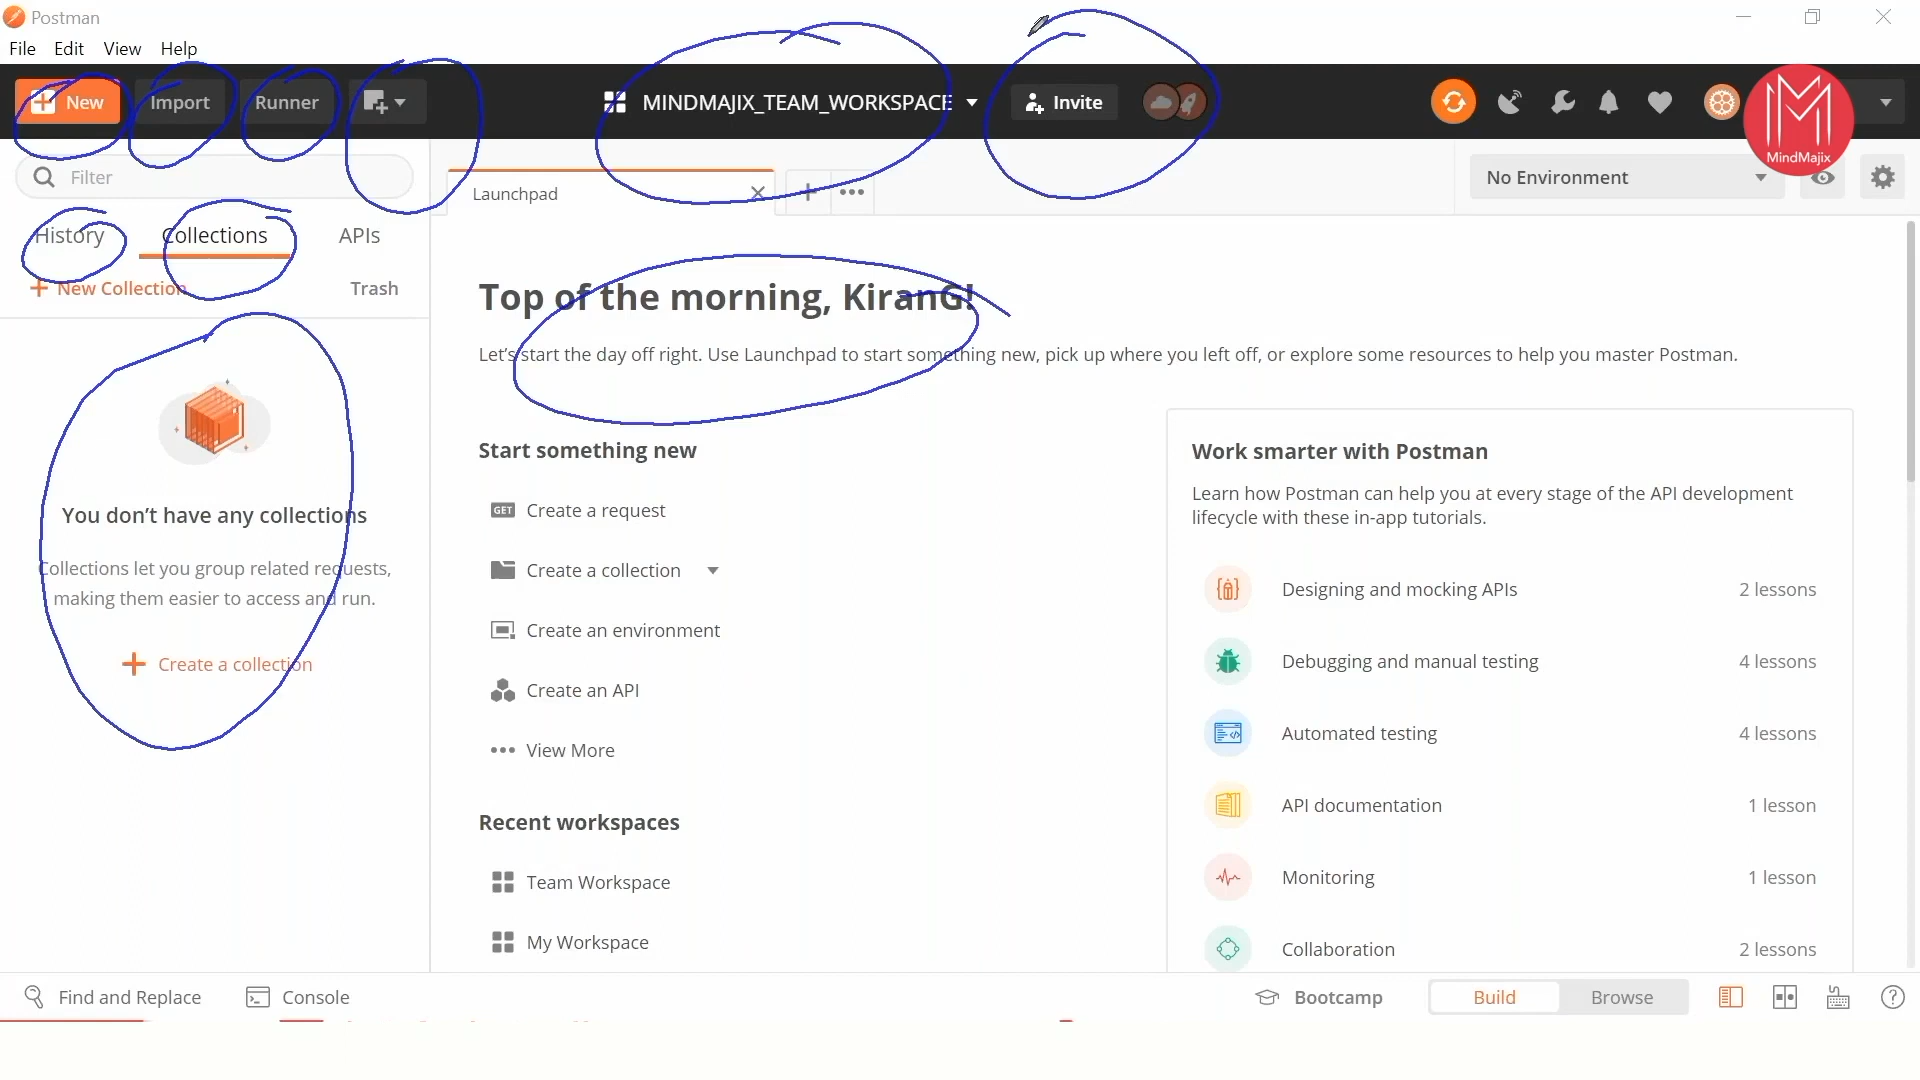 Postman
File Edit View Help
New Import Runner MINDMAJIX_TEAM_WORKSPACE Invite
MindMajix
Filter
Launchpad
No Environment
History Collections APIs
New Collection Trash
Top of the morning, KiranG!
Let's start the day off right. Use Launchpad to start something new, pick up where you left off, or explore some resources to help you master Postman.
You don't have any collections
Collections let you group related requests,
making them easier to access and run.
Create a collection
Start something new
GET Create a request
Create a collection
Create an environment
Create an API
View More
Recent workspaces
Team Workspace
My Workspace
Work smarter with Postman
Learn how Postman can help you at every stage of the API development
lifecycle with these in-app tutorials.
Designing and mocking APIs 2 lessons
Debugging and manual testing 4 lessons
Automated testing 4 lessons
API documentation 1 lesson
Monitoring 1 lesson
Collaboration 2 lessons
Find and Replace Console Bootcamp Build Browse